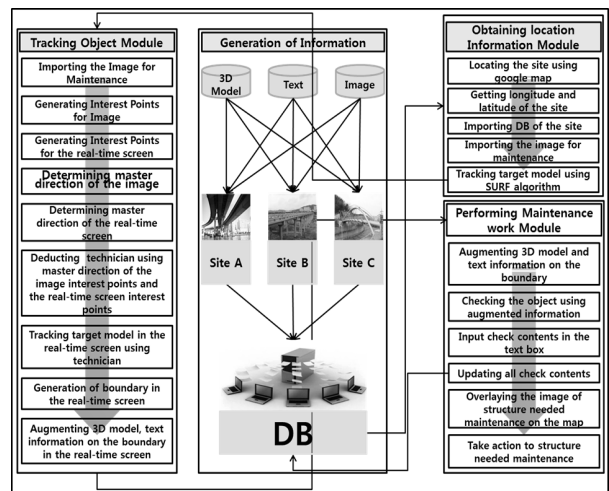 Tracking Object Module
Importing the Image for
Maintenance
Generating Interest Points
for Image
Generating Interest Points
for the real-time screen
Determining master
direction of the image
Determining master
direction of the real-time
screen
Deducting technician using
master direction of the
image interest points and
the real-time screen interest
points
Tracking target model in the
real-time screen using
technician
Generation of boundary in
the real-time screen
Augmenting 3D model, text
information on the boundary
in the real-time screen
Generation of Information
3D
Model
Text
Image
Site A
Site B
Site C
DB
Obtaining location
Information Module
Locating the site using
google map
Getting longitude and
latitude of the site
Importing DB of the site
Importing the image for
maintenance
Tracking target model using
SURF algorithm
Performing Maintenance
work Module
Augmenting 3D model and
text information on the
boundary
Checking the object using
augmented information
Input check contents in the
text box
Updating all check contents
Overlaying the image of
structure needed
maintenance on the map
Take action to structure
needed maintenance